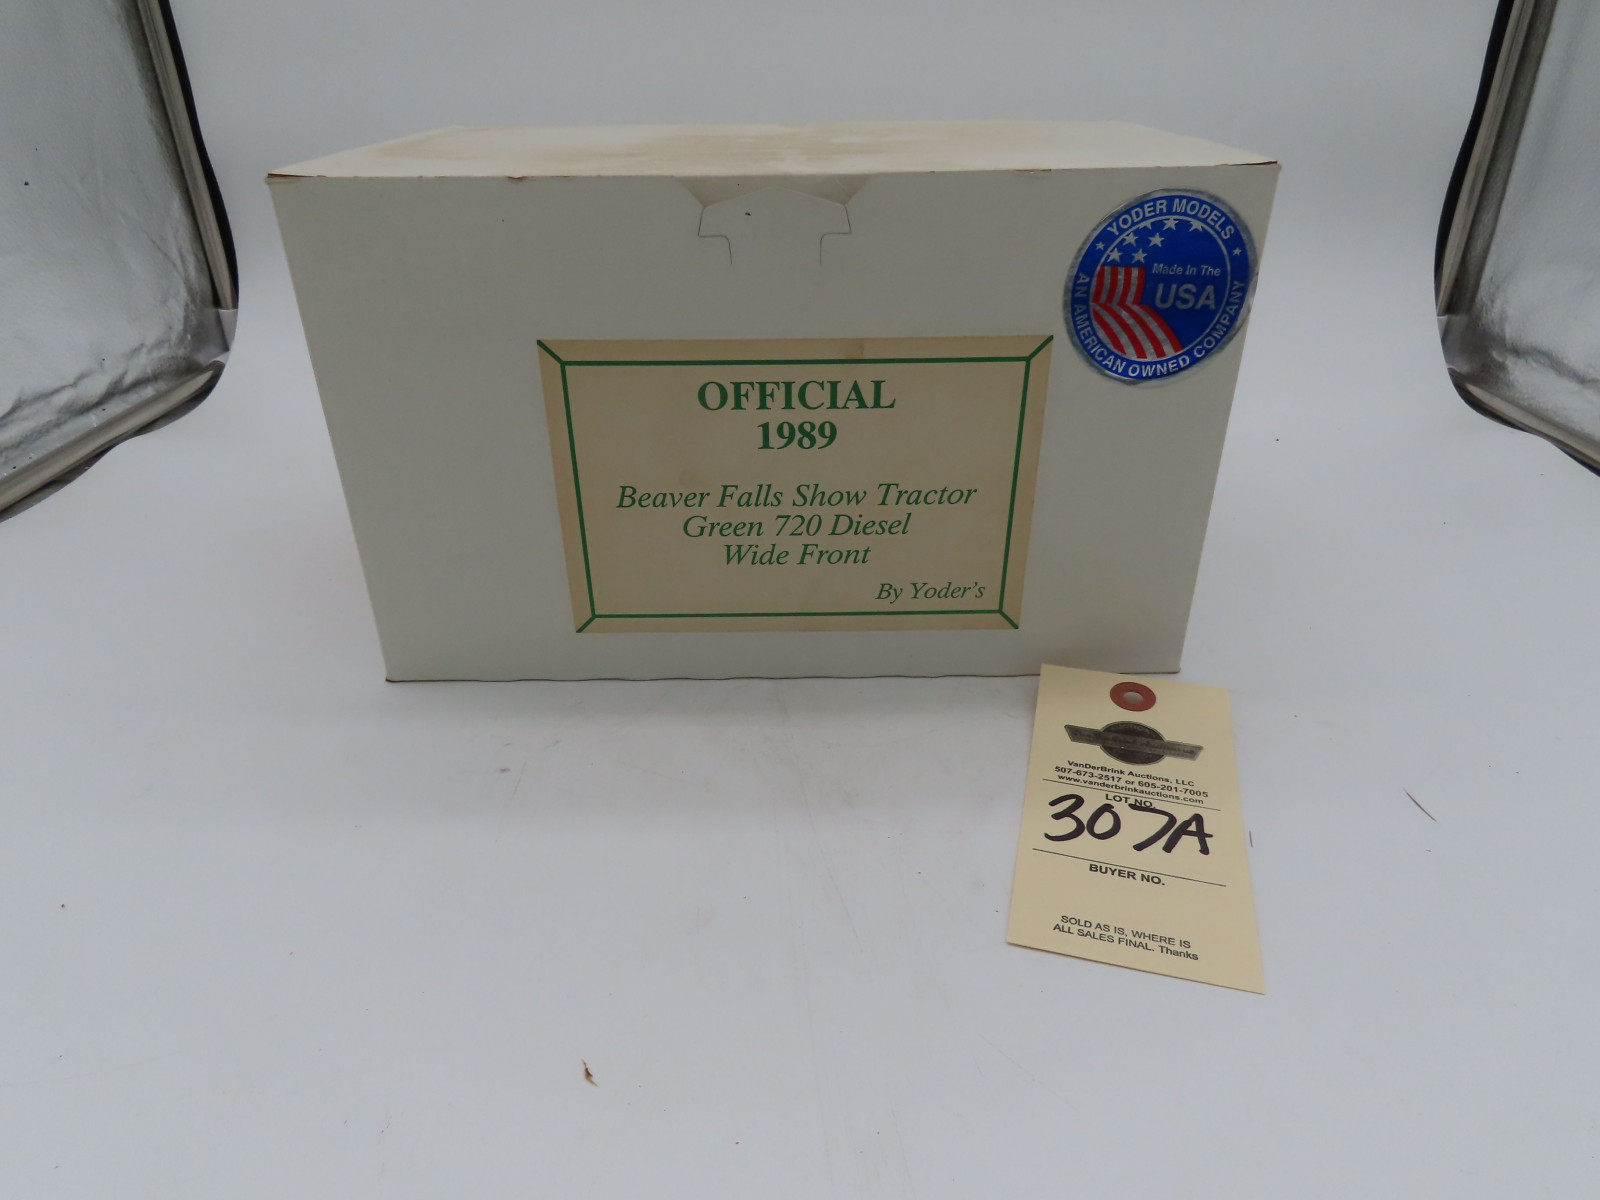 OFFICIAL
1989
Beaver Falls Show Tractor
Green 720 Diesel
Wide Front
By Yoder's
YODER MODELS
Made In The
USA
AN AMERICAN OWNED COMPANY
VanDerBrink Auctions, LLC
507-673-2517 or 605-201-7005
www.vanderbrinkauctions.com
LOT NO.
307A
BUYER NO.
SOLD AS IS, WHERE IS
ALL SALES FINAL. Thanks